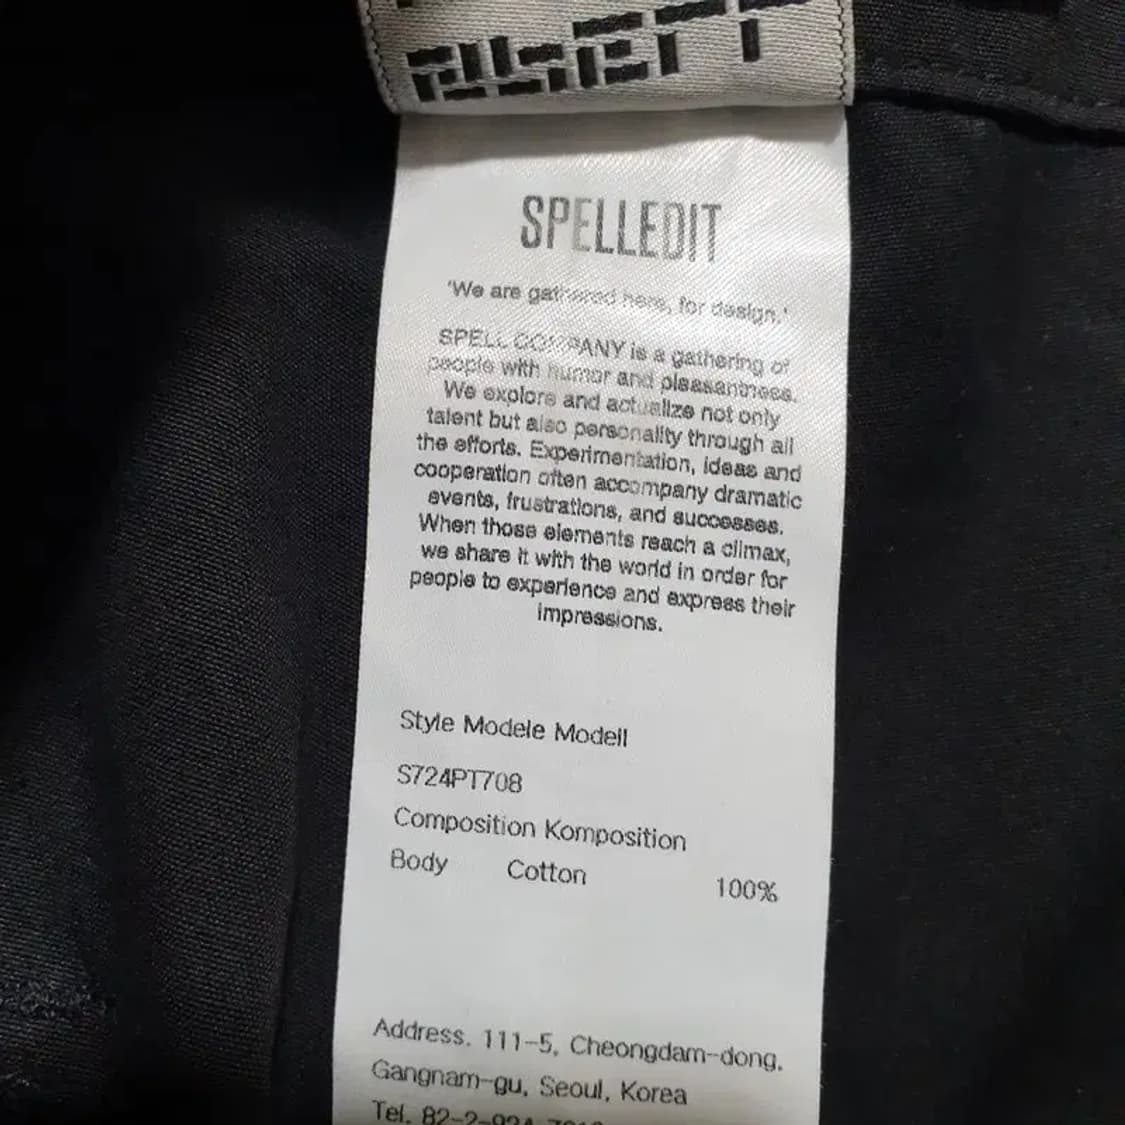 SPELLEDIT
'We are gathered here, for design.'
SPELL COMPANY is a gathering of
people with humor and pleasantness.
We explore and actualize not only
talent but also personality through all
the efforts. Experimentation, ideas and
cooperation often accompany dramatic
events, frustrations, and successes.
When those elements reach a climax,
we share it with the world in order for
people to experience and express their
impressions.
Style Modele Modell
S724PT708
Composition Komposition
Body Cotton 100%
Address. 111-5, Cheongdam-dong,
Gangnam-gu, Seoul, Korea
Tel. 82-2-